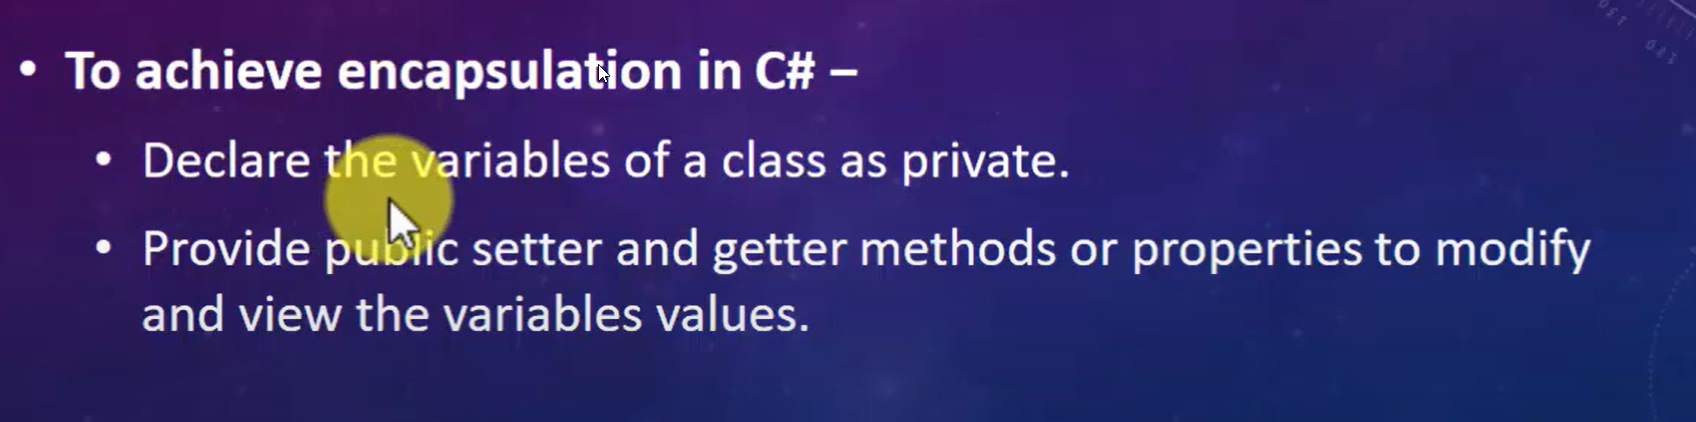 • To achieve encapsulation in C# –
• Declare the variables of a class as private.
• Provide public setter and getter methods or properties to modify
and view the variables values.